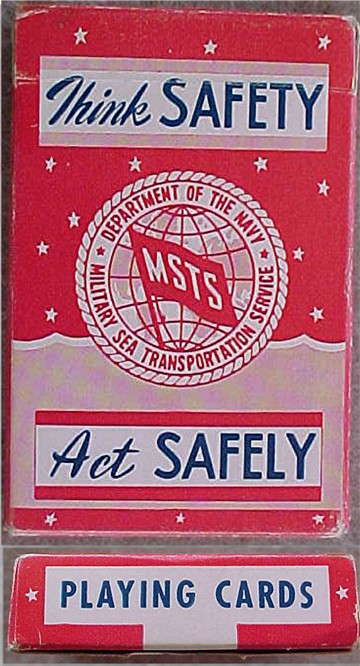 Think SAFETY
DEPARTMENT OF THE NAVY
MSTS
MILITARY SEA TRANSPORTATION SERVICE
Act SAFELY
PLAYING CARDS